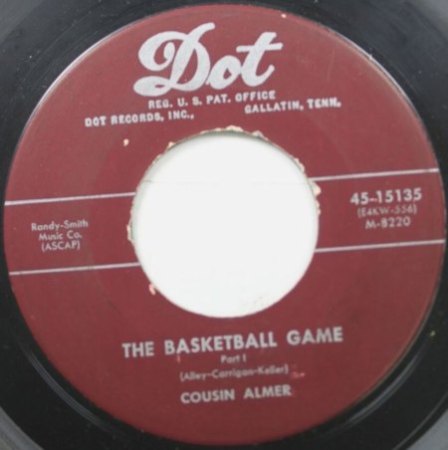 Dot
REG. U. S. PAT. OFFICE
DOT RECORDS, INC., GALLATIN, TENN.
Randy-Smith
Music Co.
(ASCAP)
45-15135
(E4KW-556)
M-8220
THE BASKETBALL GAME
Part I
(Alley-Carrigan-Keller)
COUSIN ALMER